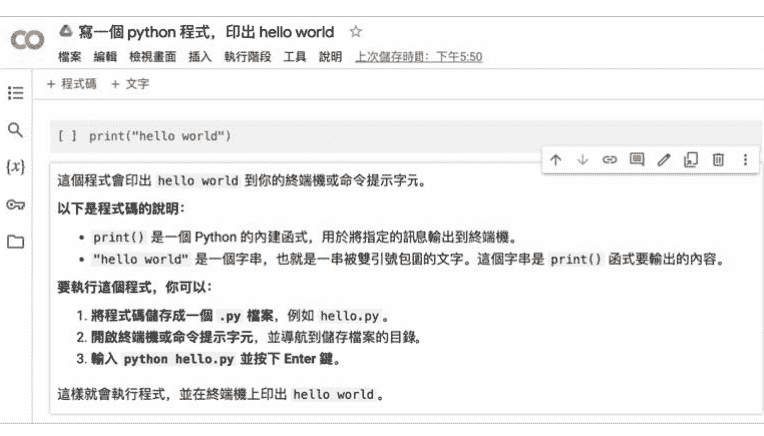 寫一個 python 程式，印出 hello world
檔案 編輯 檢視畫面 插入 執行階段 工具 說明 上次儲存時間：下午5:50
+ 程式碼 + 文字
[ ] print("hello world")
{x}
這個程式會印出 hello world 到你的終端機或命令提示字元。
以下是程式碼的說明：
• print() 是一個 Python 的內建函式，用於將指定的訊息輸出到終端機。
• "hello world" 是一個字串，也就是一串被雙引號包圍的文字。這個字串是 print() 函式要輸出的內容。
要執行這個程式，你可以：
1. 將程式碼儲存成一個 .py 檔案，例如 hello.py。
2. 開啟終端機或命令提示字元，並導航到儲存檔案的目錄。
3. 輸入 python hello.py 並按下 Enter 鍵。
這樣就會執行程式，並在終端機上印出 hello world。